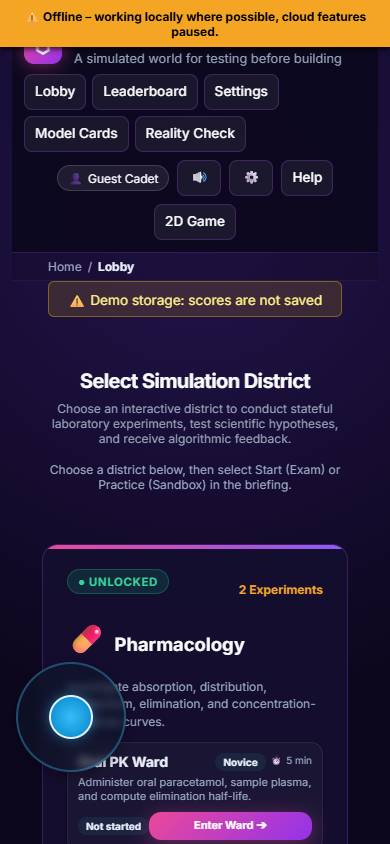 ⚠️ Offline – working locally where possible, cloud features
paused.
A simulated world for testing before building
Lobby
Leaderboard
Settings
Model Cards
Reality Check
Guest Cadet
Help
2D Game
Home / Lobby
⚠️ Demo storage: scores are not saved
Select Simulation District
Choose an interactive district to conduct stateful
laboratory experiments, test scientific hypotheses,
and receive algorithmic feedback.
Choose a district below, then select Start (Exam) or
Practice (Sandbox) in the briefing.
● UNLOCKED
2 Experiments
Pharmacology
absorption, distribution,
elimination, and concentration-
curves.
PK Ward
Novice
5 min
Administer oral paracetamol, sample plasma,
and compute elimination half-life.
Not started
Enter Ward ➔